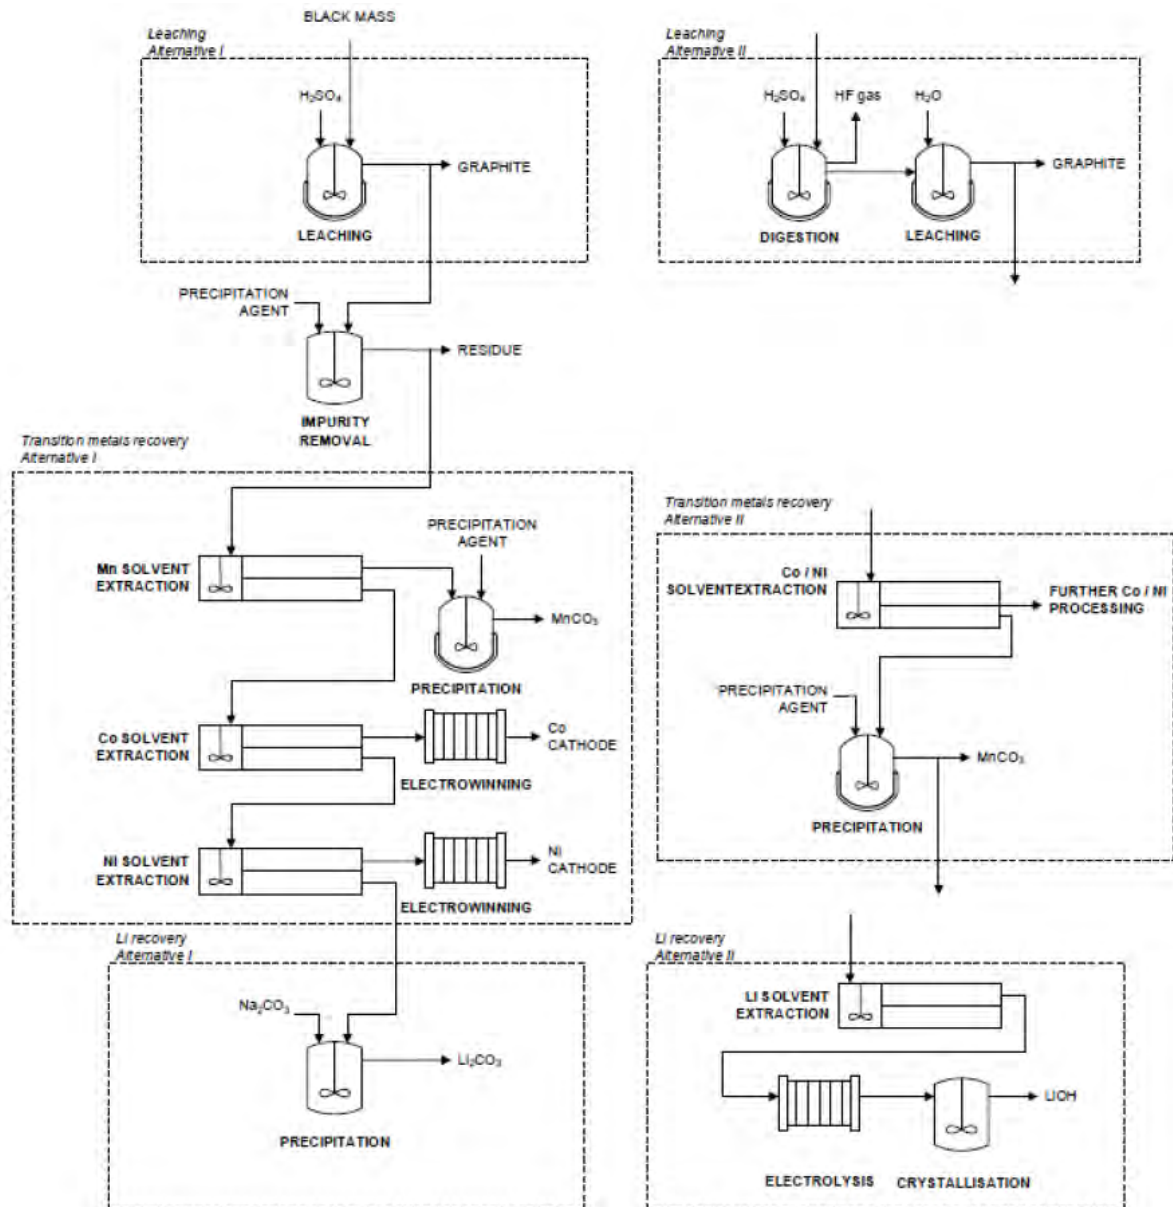 BLACK MASS
Leaching
Alternative I
H₂SO₄
GRAPHITE
LEACHING
Leaching
Alternative II
H₂SO₄
HF gas
H₂O
GRAPHITE
DIGESTION
LEACHING
PRECIPITATION
AGENT
RESIDUE
IMPURITY
REMOVAL
Transition metals recovery
Alternative I
PRECIPITATION
AGENT
Mn SOLVENT
EXTRACTION
MnCO₃
PRECIPITATION
Co SOLVENT
EXTRACTION
Co
CATHODE
ELECTROWINNING
Ni SOLVENT
EXTRACTION
Ni
CATHODE
ELECTROWINNING
Transition metals recovery
Alternative II
Co / Ni
SOLVENTEXTRACTION
FURTHER Co / Ni
PROCESSING
PRECIPITATION
AGENT
MnCO₃
PRECIPITATION
Li recovery
Alternative I
Na₂CO₃
Li₂CO₃
PRECIPITATION
Li recovery
Alternative II
Li SOLVENT
EXTRACTION
LiOH
ELECTROLYSIS
CRYSTALLISATION